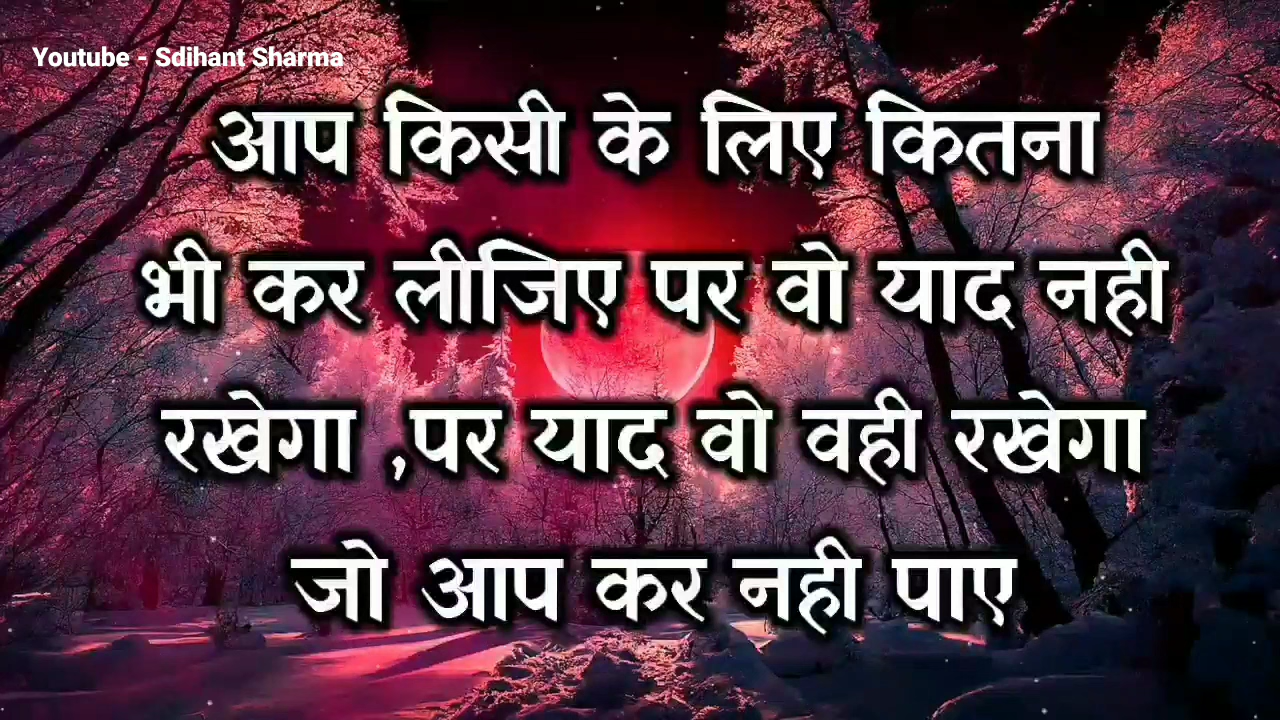 Youtube - Sdihant Sharma
आप किसी के लिए कितना
भी कर लीजिए पर वो याद नही
रखेगा ,पर याद वो वही रखेगा
जो आप कर नही पाए